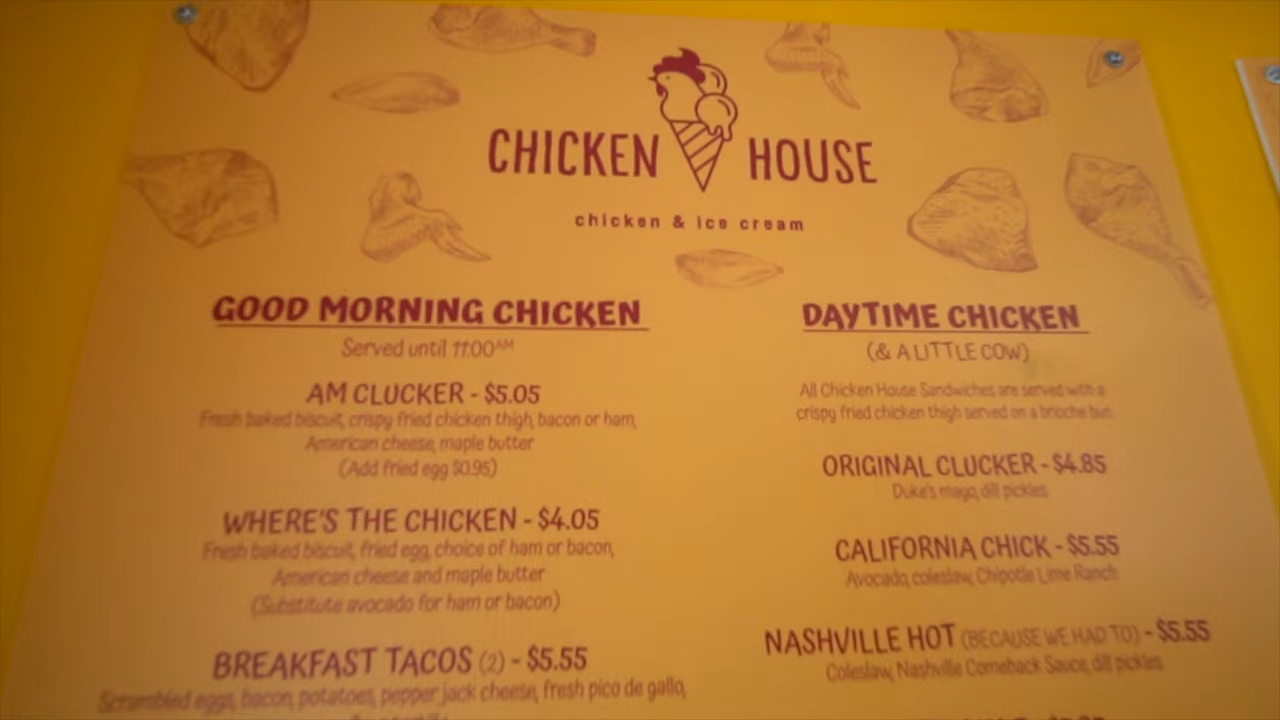 CHICKEN HOUSE
chicken & ice cream
GOOD MORNING CHICKEN
Served until 11:00AM
AM CLUCKER - $5.05
Fresh baked biscuit, crispy fried chicken thigh, bacon or ham,
American cheese, maple butter
(Add fried egg $0.95)
WHERE'S THE CHICKEN - $4.05
Fresh baked biscuit, fried egg, choice of ham or bacon,
American cheese and maple butter
(Substitute avocado for ham or bacon)
BREAKFAST TACOS (2) - $5.55
Scrambled eggs, bacon, potatoes, pepper jack cheese, fresh pico de gallo,
DAYTIME CHICKEN
(& A LITTLE COW)
All Chicken House Sandwiches are served with a
crispy fried chicken thigh served on a brioche bun
ORIGINAL CLUCKER - $4.85
Duke's mayo, dill pickles
CALIFORNIA CHICK - $5.55
Avocado, coleslaw, Chipotle Lime Ranch
NASHVILLE HOT (BECAUSE WE HAD TO) - $5.55
Coleslaw, Nashville Comeback Sauce, dill pickles